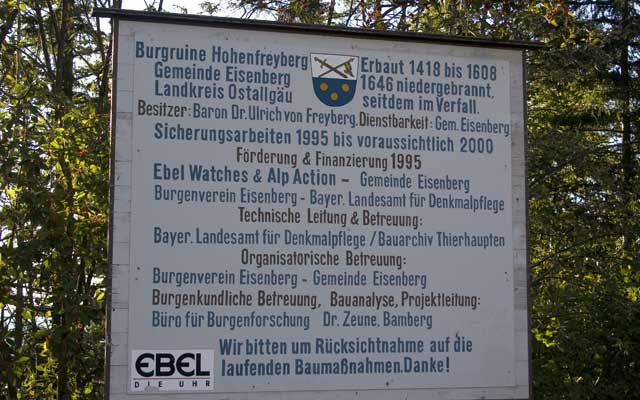 Burgruine Hohenfreyberg Erbaut 1418 bis 1608
Gemeinde Eisenberg 1646 niedergebrannt,
Landkreis Ostallgäu seitdem im Verfall.
Besitzer: Baron Dr. Ulrich von Freyberg. Dienstbarkeit: Gem. Eisenberg
Sicherungsarbeiten 1995 bis voraussichtlich 2000
Förderung & Finanzierung 1995
Ebel Watches & Alp Action - Gemeinde Eisenberg
Burgenverein Eisenberg - Bayer. Landesamt für Denkmalpflege
Technische Leitung & Betreuung:
Bayer. Landesamt für Denkmalpflege / Bauarchiv Thierhaupten
Organisatorische Betreuung:
Burgenverein Eisenberg - Gemeinde Eisenberg
Burgenkundliche Betreuung, Bauanalyse, Projektleitung:
Büro für Burgenforschung Dr. Zeune, Bamberg
Wir bitten um Rücksichtnahme auf die
laufenden Baumaßnahmen. Danke!
EBEL
DIE UHR